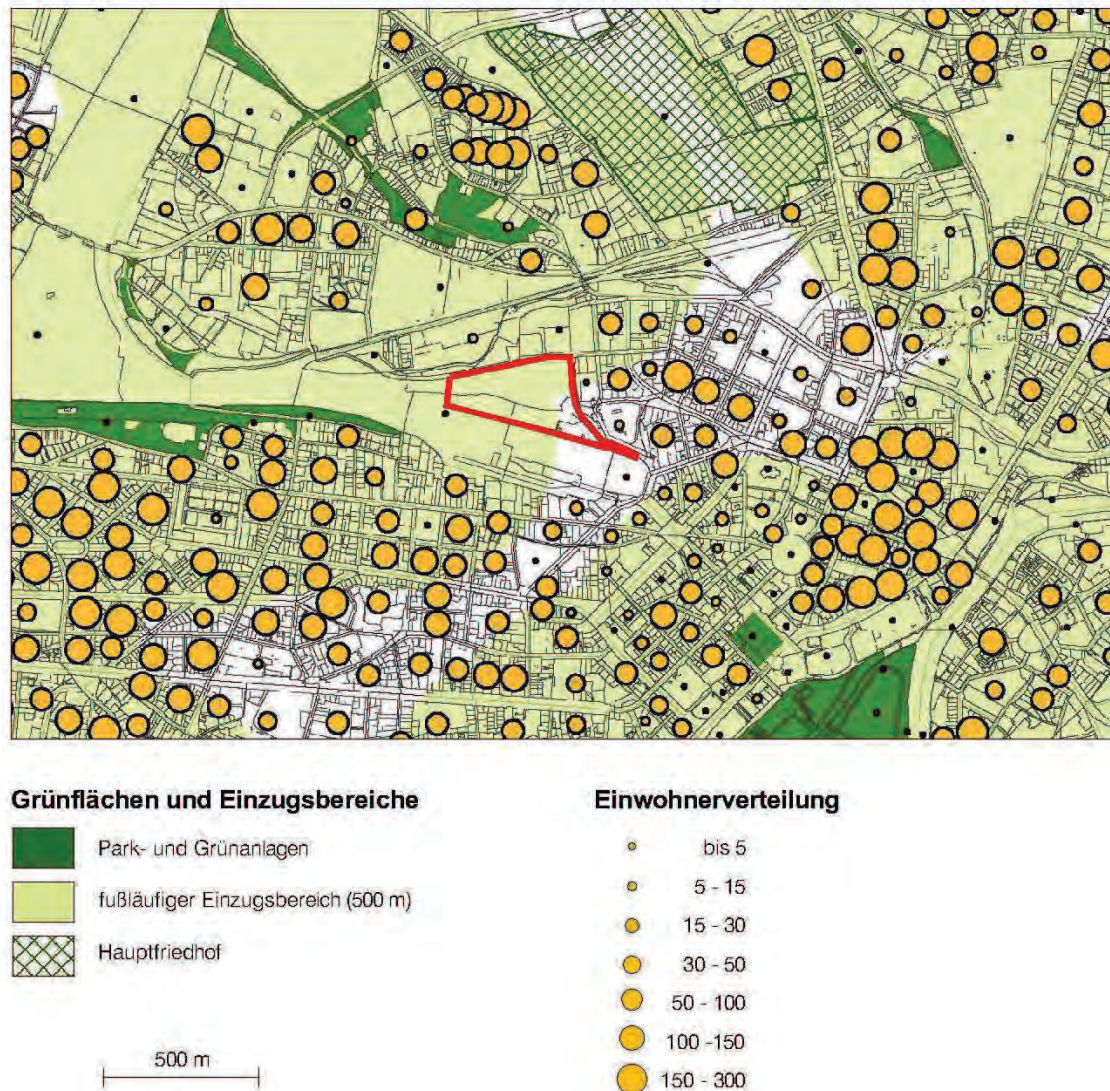 Grünflächen und Einzugsbereiche
Park- und Grünanlagen
fußläufiger Einzugsbereich (500 m)
Hauptfriedhof
500 m
Einwohnerverteilung
bis 5
5 - 15
15 - 30
30 - 50
50 - 100
100 -150
150 - 300